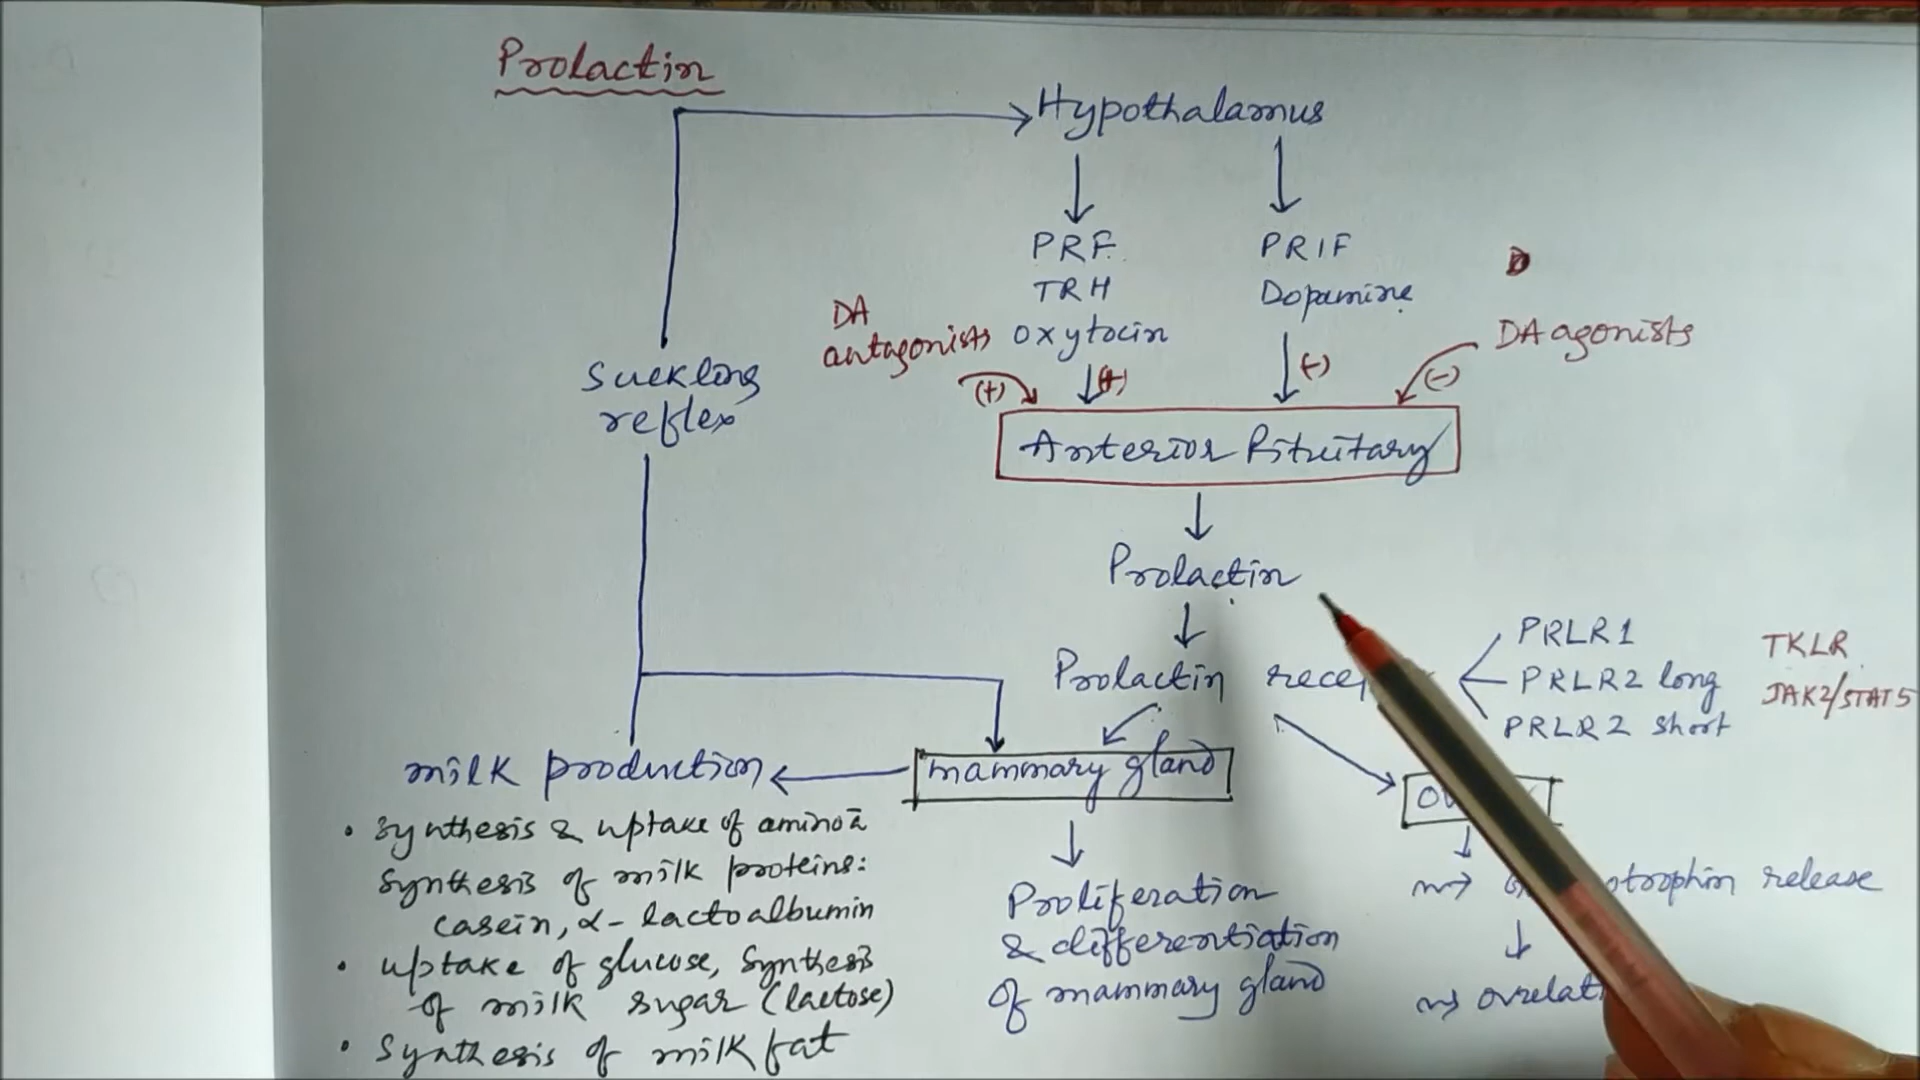 Prolactin
Hypothalamus
PRF
TRH
oxytocin
PRIF
Dopamine
DA
antagonists
D
DA agonists
(+)
(+)
(-)
(-)
Suckling
reflex
Anterior Pituitary
Prolactin
Prolactin
PRLR1
PRLR2 long
PRLR2 short
TKLR
JAK2/STAT5
milk production
mammary gland
• Synthesis & uptake of amino ā
Synthesis of milk proteins:
casein, α-lactoalbumin
• uptake of glucose, Synthesis
of milk sugar (lactose)
• Synthesis of milk fat
Proliferation
& differentiation
of mammary gland
release